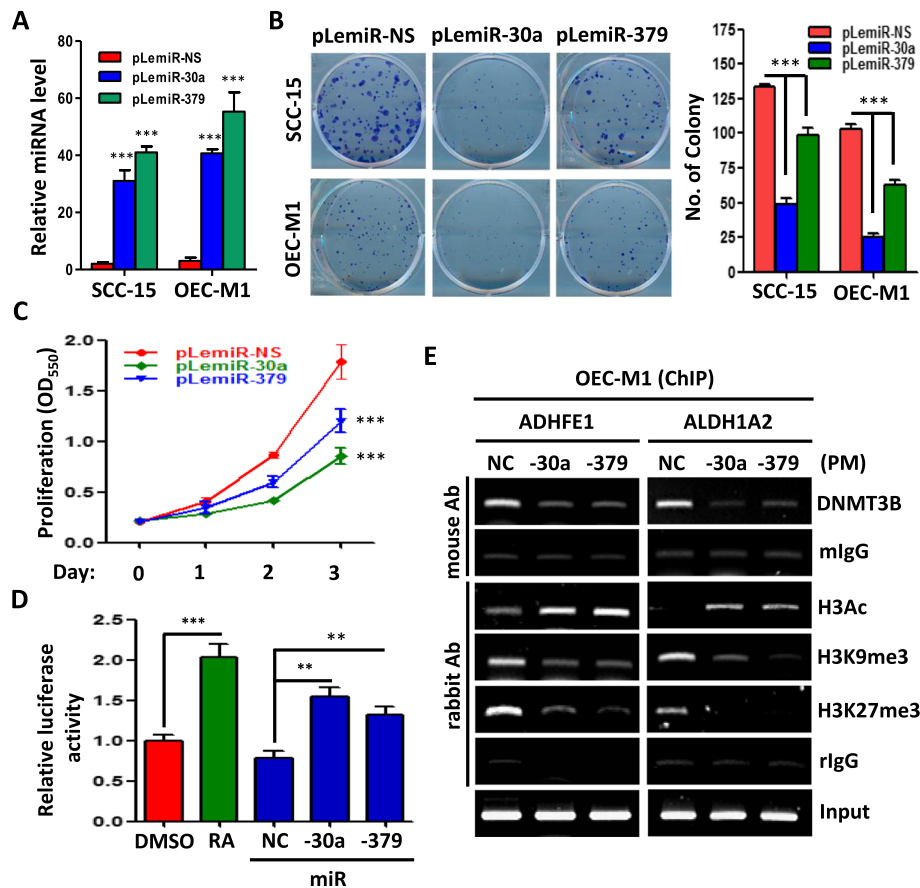 A
80
60
40
20
0
Relative miRNA level
pLemiR-NS
pLemiR-30a
pLemiR-379
***
***
***
***
SCC-15
OEC-M1
B
pLemiR-NS
pLemiR-30a
pLemiR-379
SCC-15
OEC-M1
175
150
125
100
75
50
25
0
No. of Colony
pLemiR-NS
pLemiR-30a
pLemiR-379
***
***
SCC-15
OEC-M1
C
2.0
1.5
1.0
0.5
0.0
Proliferation (OD550)
pLemiR-NS
pLemiR-30a
pLemiR-379
***
***
Day:
0
1
2
3
D
2.5
2.0
1.5
1.0
0.5
0.0
Relative luciferase
activity
***
**
**
DMSO
RA
NC
-30a
-379
miR
E
OEC-M1 (ChIP)
ADHFE1
ALDH1A2
NC
-30a
-379
NC
-30a
-379
(PM)
mouse Ab
DNMT3B
mIgG
rabbit Ab
H3Ac
H3K9me3
H3K27me3
rIgG
Input